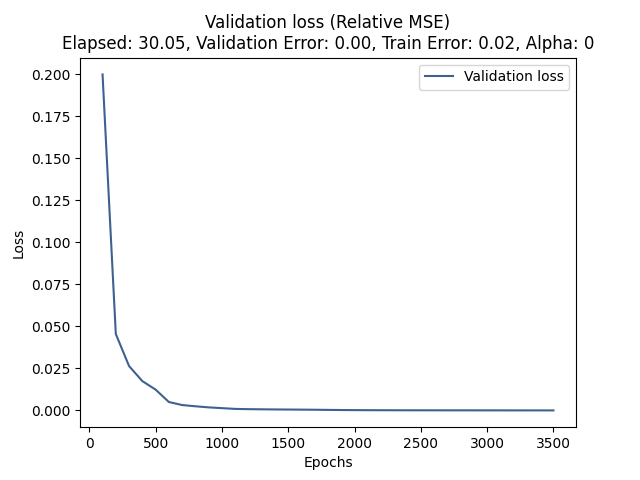 Validation loss (Relative MSE)
Elapsed: 30.05, Validation Error: 0.00, Train Error: 0.02, Alpha: 0
Validation loss
0.200
0.175
0.150
0.125
0.100
0.075
0.050
0.025
0.000
Loss
0 500 1000 1500 2000 2500 3000 3500
Epochs